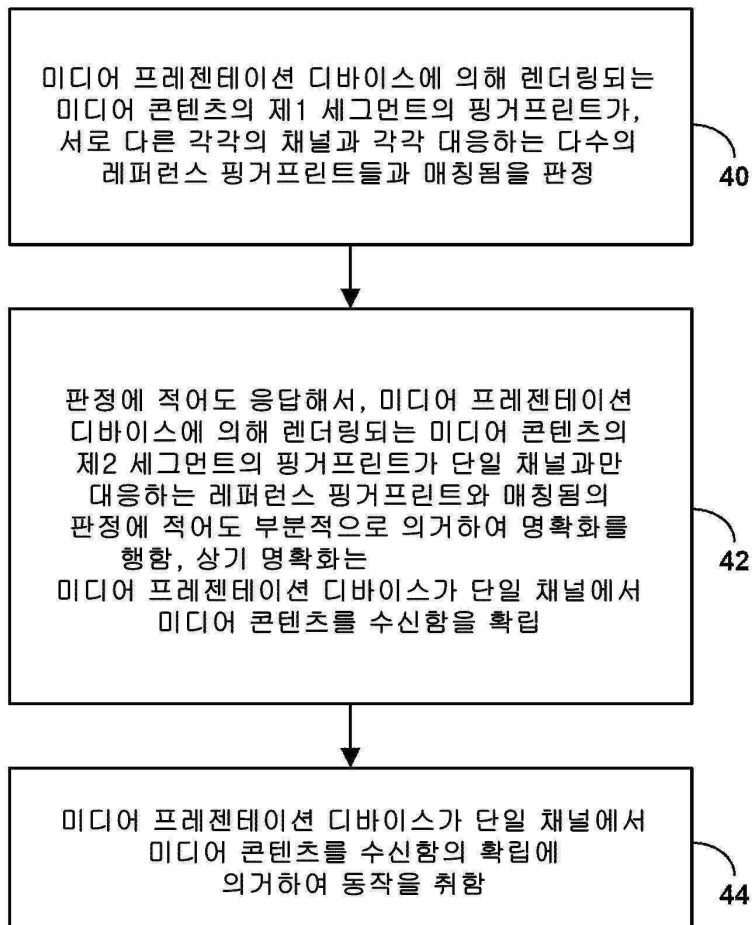 미디어 프레젠테이션 디바이스에 의해 렌더링되는
미디어 콘텐츠의 제1 세그먼트의 핑거프린트가,
서로 다른 각각의 채널과 각각 대응하는 다수의
레퍼런스 핑거프린트들과 매칭됨을 판정
40
판정에 적어도 응답해서, 미디어 프레젠테이션
디바이스에 의해 렌더링되는 미디어 콘텐츠의
제2 세그먼트의 핑거프린트가 단일 채널과만
대응하는 레퍼런스 핑거프린트와 매칭됨의
판정에 적어도 부분적으로 의거하여 명확화를
행함, 상기 명확화는
미디어 프레젠테이션 디바이스가 단일 채널에서
미디어 콘텐츠를 수신함을 확립
42
미디어 프레젠테이션 디바이스가 단일 채널에서
미디어 콘텐츠를 수신함의 확립에
의거하여 동작을 취함
44